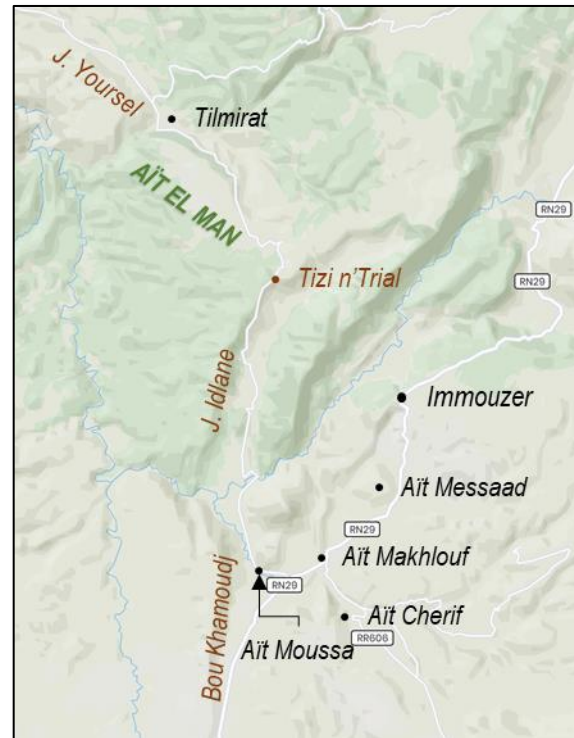 J. Yoursel
Tilmirat
AÏT EL MAN
RN29
Tizi n'Trial
RN29
J. Idlane
Immouzer
Aït Messaad
RN29
Aït Makhlouf
Bou Khamoudj
RN29
Aït Cherif
RR606
Aït Moussa